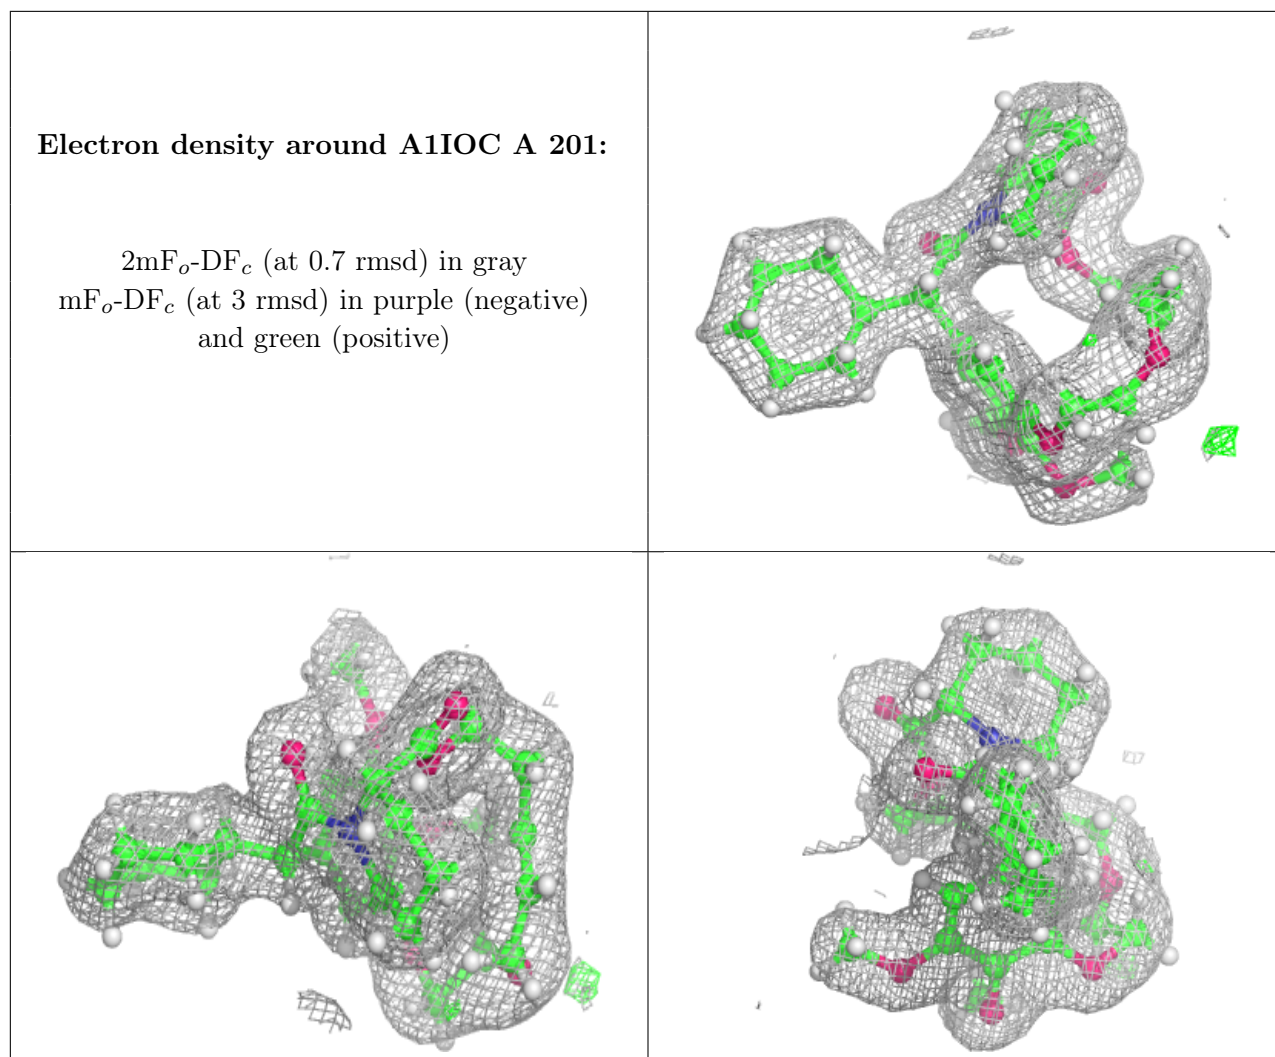 Electron density around A1IOC A 201:
2mFo-DFc (at 0.7 rmsd) in gray
mFo-DFc (at 3 rmsd) in purple (negative)
and green (positive)